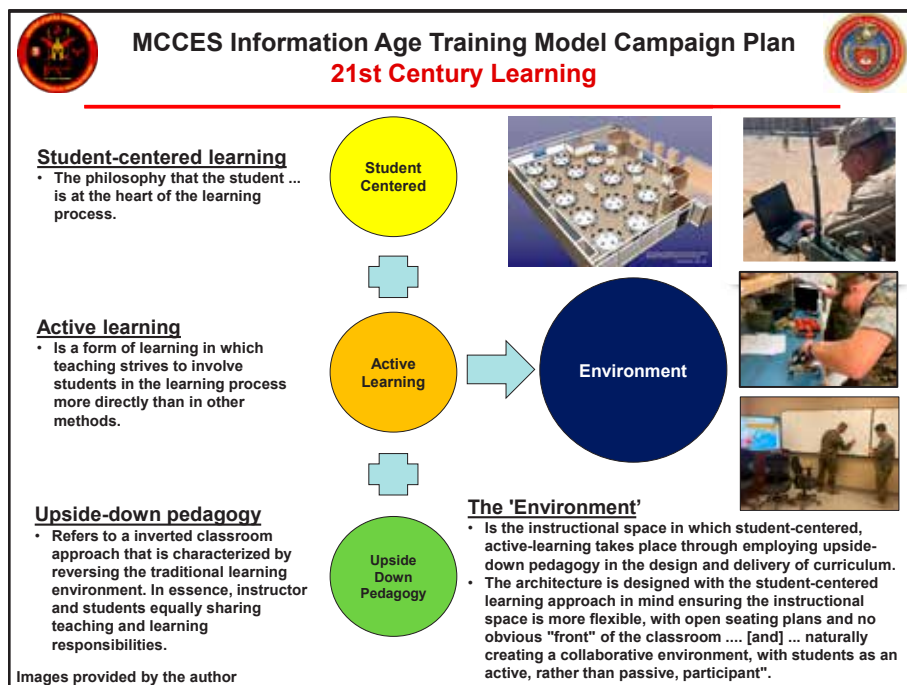 MCCES Information Age Training Model Campaign Plan
21st Century Learning
Student-centered learning
• The philosophy that the student ...
is at the heart of the learning
process.
Student
Centered
Active learning
• Is a form of learning in which
teaching strives to involve
students in the learning process
more directly than in other
methods.
Active
Learning
Environment
Upside-down pedagogy
• Refers to a inverted classroom
approach that is characterized by
reversing the traditional learning
environment. In essence, instructor
and students equally sharing
teaching and learning
responsibilities.
Upside
Down
Pedagogy
The 'Environment’
• Is the instructional space in which student-centered,
active-learning takes place through employing upside-
down pedagogy in the design and delivery of curriculum.
• The architecture is designed with the student-centered
learning approach in mind ensuring the instructional
space is more flexible, with open seating plans and no
obvious "front" of the classroom .... [and] ... naturally
creating a collaborative environment, with students as an
active, rather than passive, participant".
Images provided by the author